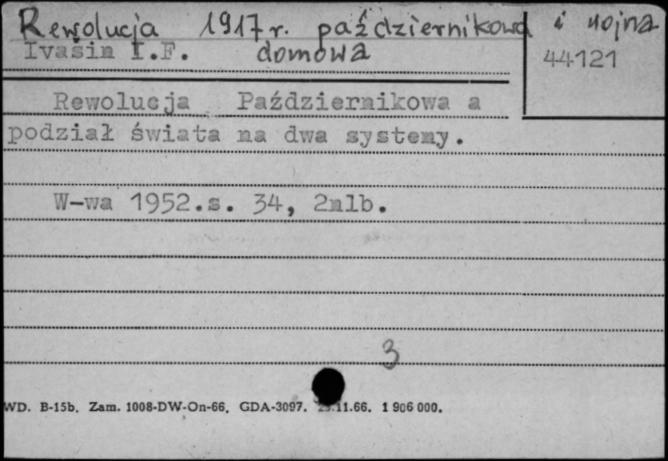 Rewolucja 1917 r. październikowa i wojna
domowa
Ivasin I.F.
44121
Rewolucja Październikowa a
podział świata na dwa systemy.
W-wa 1952.s. 34, 2nlb.
3
WD. B-15b. Zam. 1008-DW-On-66. GDA-3097. .11.66. 1 906 000.